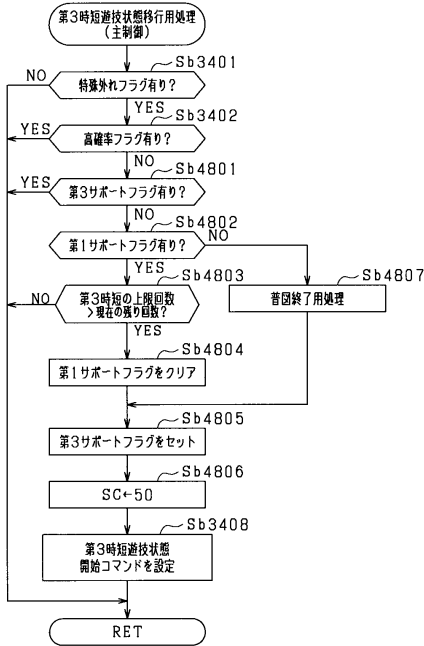 第3時短遊技状態移行用処理
(主制御)
Sb3401
NO
特殊外れフラグ有り?
YES
Sb3402
YES
高確率フラグ有り?
NO
Sb4801
YES
第3サポートフラグ有り?
NO
Sb4802
第1サポートフラグ有り?
NO
YES
Sb4803
Sb4807
NO
第3時短の上限回数
>現在の残り回数?
普図終了用処理
YES
Sb4804
第1サポートフラグをクリア
Sb4805
第3サポートフラグをセット
Sb4806
SC←50
Sb3408
第3時短遊技状態
開始コマンドを設定
RET